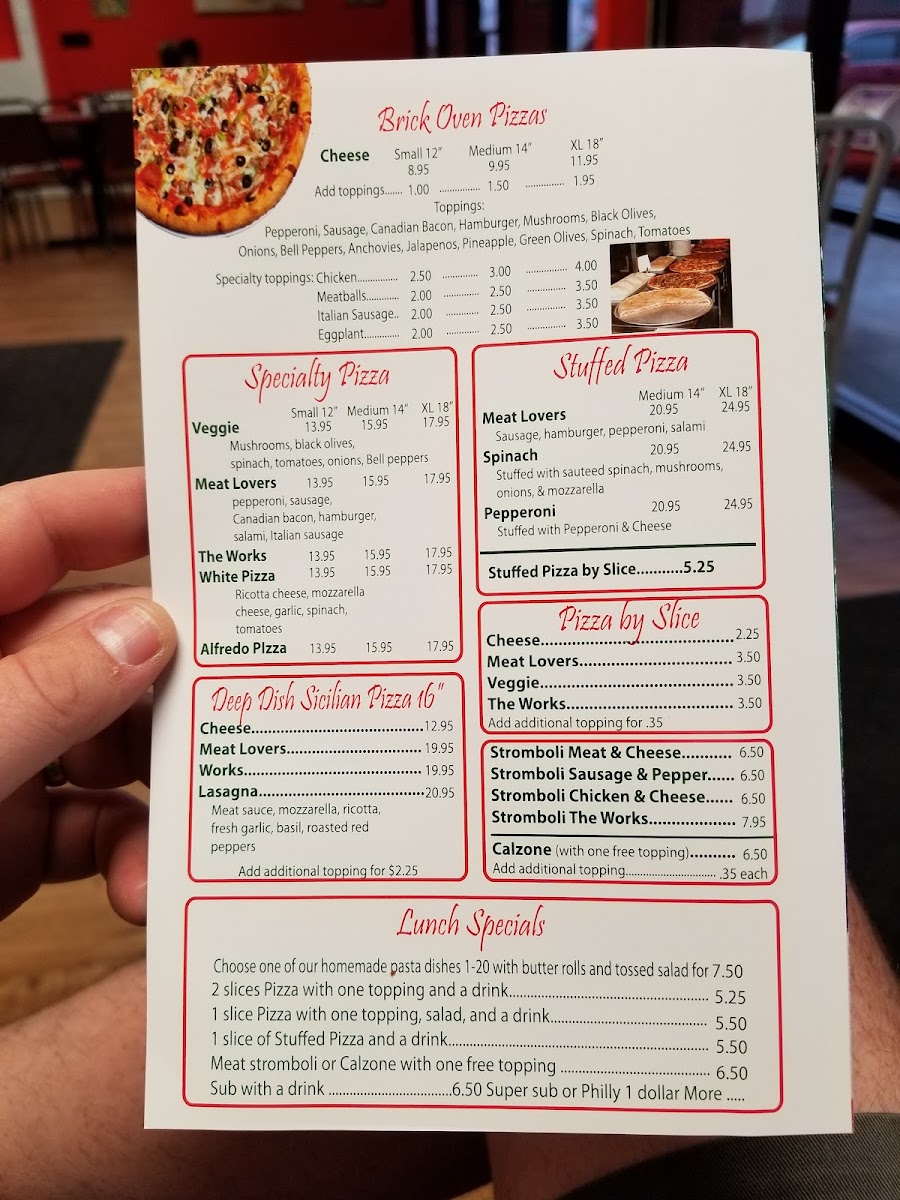 Brick Oven Pizzas
Cheese Small 12" Medium 14" XL 18"
8.95 9.95 11.95
Add toppings....... 1.00 ................ 1.50 ............... 1.95
Toppings:
Pepperoni, Sausage, Canadian Bacon, Hamburger, Mushrooms, Black Olives,
Onions, Bell Peppers, Anchovies, Jalapenos, Pineapple, Green Olives, Spinach, Tomatoes
Specialty toppings: Chicken............... 2.50 ............. 3.00 ............... 4.00
Meatballs............ 2.00 ............. 2.50 ............... 3.50
Italian Sausage.. 2.00 ............. 2.50 ............... 3.50
Eggplant............. 2.00 ............. 2.50 ............... 3.50
Specialty Pizza
Small 12" Medium 14" XL 18"
Veggie 13.95 15.95 17.95
Mushrooms, black olives,
spinach, tomatoes, onions, Bell peppers
Meat Lovers 13.95 15.95 17.95
pepperoni, sausage,
Canadian bacon, hamburger,
salami, Italian sausage
The Works 13.95 15.95 17.95
White Pizza 13.95 15.95 17.95
Ricotta cheese, mozzarella
cheese, garlic, spinach,
tomatoes
Alfredo PIzza 13.95 15.95 17.95
Deep Dish Sicilian Pizza 16"
Cheese..........................................12.95
Meat Lovers................................. 19.95
Works........................................... 19.95
Lasagna........................................20.95
Meat sauce, mozzarella, ricotta,
fresh garlic, basil, roasted red
peppers
Add additional topping for $2.25
Stuffed Pizza
Medium 14" XL 18"
Meat Lovers 20.95 24.95
Sausage, hamburger, pepperoni, salami
Spinach 20.95 24.95
Stuffed with sauteed spinach, mushrooms,
onions, & mozzarella
Pepperoni 20.95 24.95
Stuffed with Pepperoni & Cheese
Stuffed Pizza by Slice...........5.25
Pizza by Slice
Cheese...........................................2.25
Meat Lovers.................................. 3.50
Veggie........................................... 3.50
The Works..................................... 3.50
Add additional topping for .35
Stromboli Meat & Cheese........... 6.50
Stromboli Sausage & Pepper...... 6.50
Stromboli Chicken & Cheese...... 6.50
Stromboli The Works................... 7.95
Calzone (with one free topping).......... 6.50
Add additional topping.............................. .35 each
Lunch Specials
Choose one of our homemade pasta dishes 1-20 with butter rolls and tossed salad for 7.50
2 slices Pizza with one topping and a drink............................................. 5.25
1 slice Pizza with one topping, salad, and a drink.................................... 5.50
1 slice of Stuffed Pizza and a drink........................................................... 5.50
Meat stromboli or Calzone with one free topping .................................. 6.50
Sub with a drink ................................6.50 Super sub or Philly 1 dollar More .....